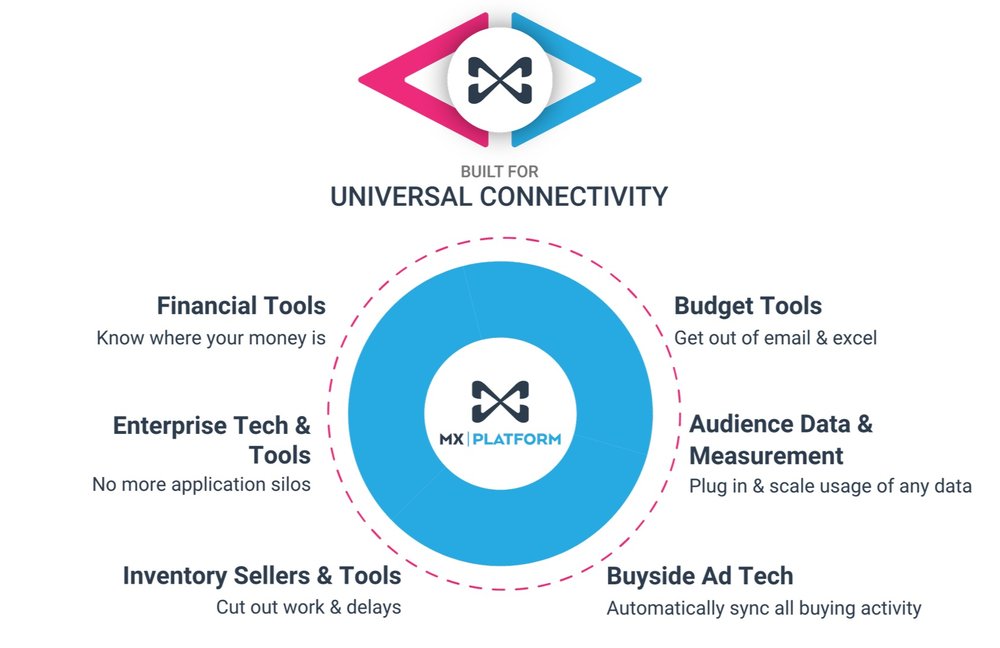 BUILT FOR
UNIVERSAL CONNECTIVITY
Financial Tools
Know where your money is
Budget Tools
Get out of email & excel
Enterprise Tech &
Tools
No more application silos
MX|PLATFORM
Audience Data &
Measurement
Plug in & scale usage of any data
Inventory Sellers & Tools
Cut out work & delays
Buyside Ad Tech
Automatically sync all buying activity